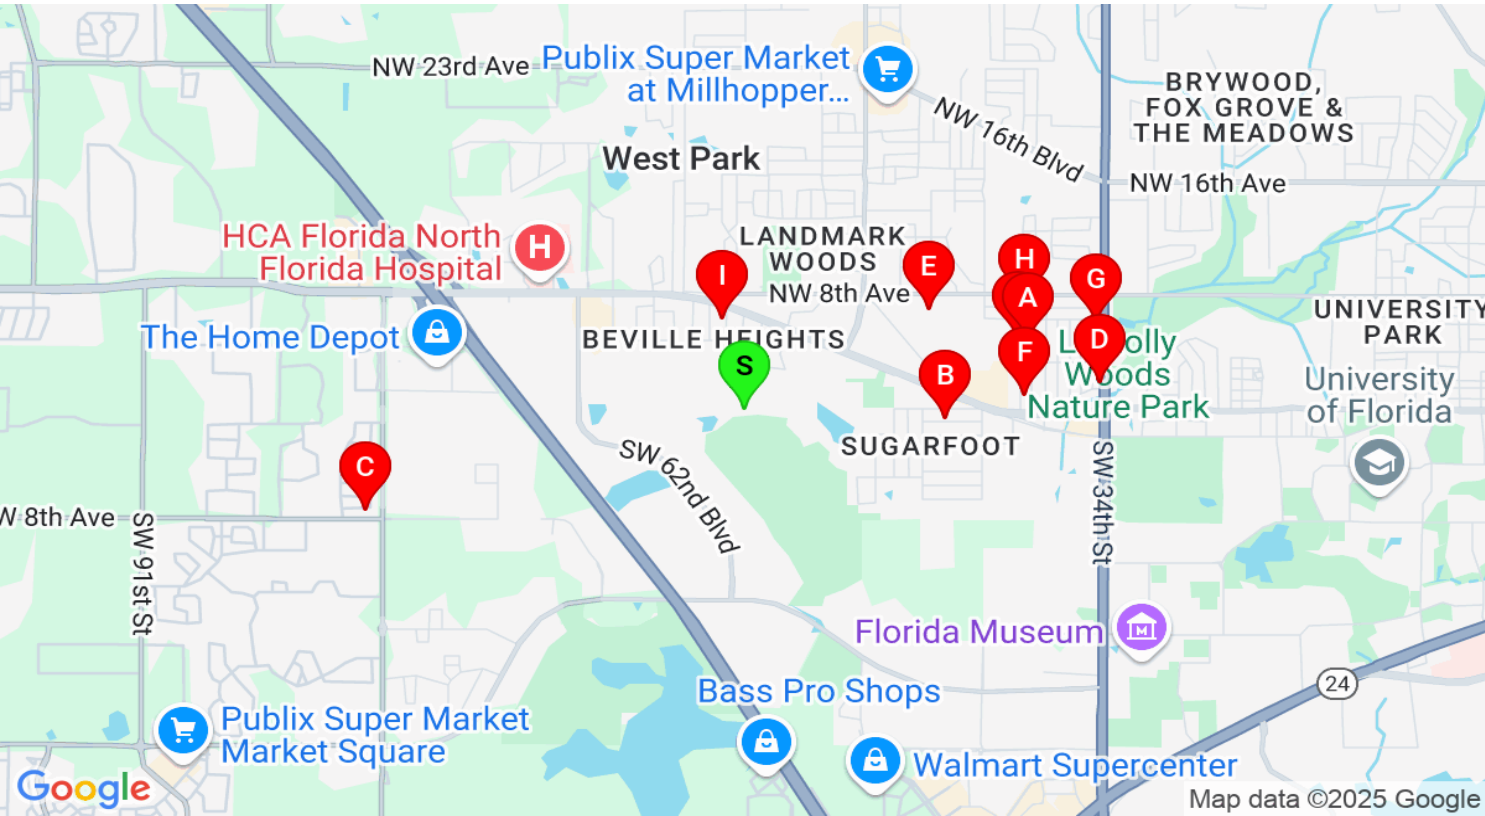 NW 23rd Ave
Publix Super Market
at Millhopper...
BRYWOOD,
FOX GROVE &
THE MEADOWS
NW 16th Blvd
West Park
NW 16th Ave
HCA Florida North
Florida Hospital
H
LANDMARK
WOODS
I
E
H
A
G
NW 8th Ave
UNIVERSITY
PARK
The Home Depot
BEVILLE HEIGHTS
S
B
F
D
Woods
Nature Park
University
of Florida
SUGARFOOT
C
SW 62nd Blvd
SW 34th St
W 8th Ave
SW 91st St
Florida Museum
M
24
Bass Pro Shops
Publix Super Market
Market Square
Walmart Supercenter
Google
Map data ©2025 Google